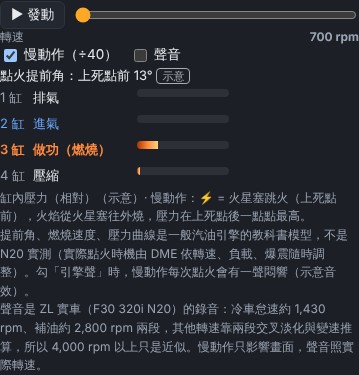 ▶ 發動
轉速 700 rpm
慢動作（÷40） 聲音
點火提前角：上死點前 13° 示意
1 缸 排氣
2 缸 進氣
3 缸 做功（燃燒）
4 缸 壓縮
缸內壓力（相對）（示意）· 慢動作：⚡ = 火星塞跳火（上死點
前），火焰從火星塞往外燒，壓力在上死點後一點點最高。
提前角、燃燒速度、壓力曲線是一般汽油引擎的教科書模型，不是
N20 實測（實際點火時機由 DME 依轉速、負載、爆震隨時調
整）。勾「引擎聲」時，慢動作每次點火會有一聲悶響（示意音
效）。
聲音是 ZL 實車（F30 320i N20）的錄音：冷車怠速約 1,430
rpm、補油約 2,800 rpm 兩段，其他轉速靠兩段交叉淡化與變速推
算，所以 4,000 rpm 以上只是近似。慢動作只影響畫面，聲音照實
際轉速。